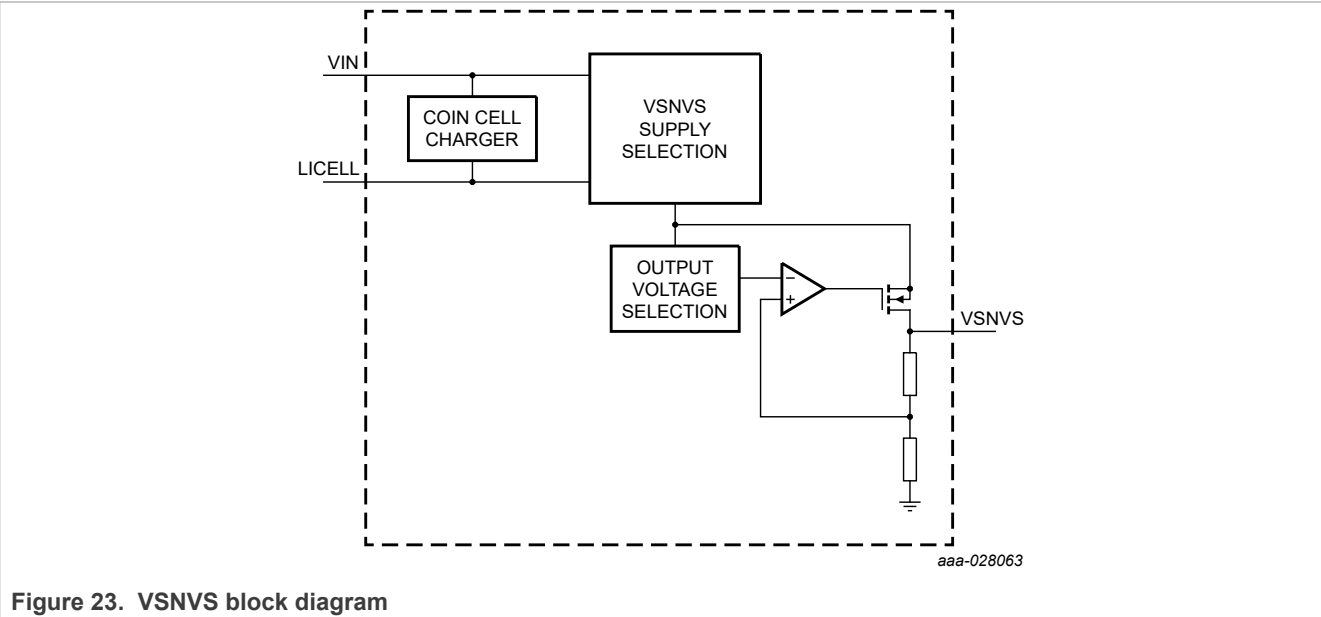 VIN
COIN CELL
CHARGER
LICELL
VSNVS
SUPPLY
SELECTION
OUTPUT
VOLTAGE
SELECTION
−
+
VSNVS
aaa-028063
Figure 23. VSNVS block diagram